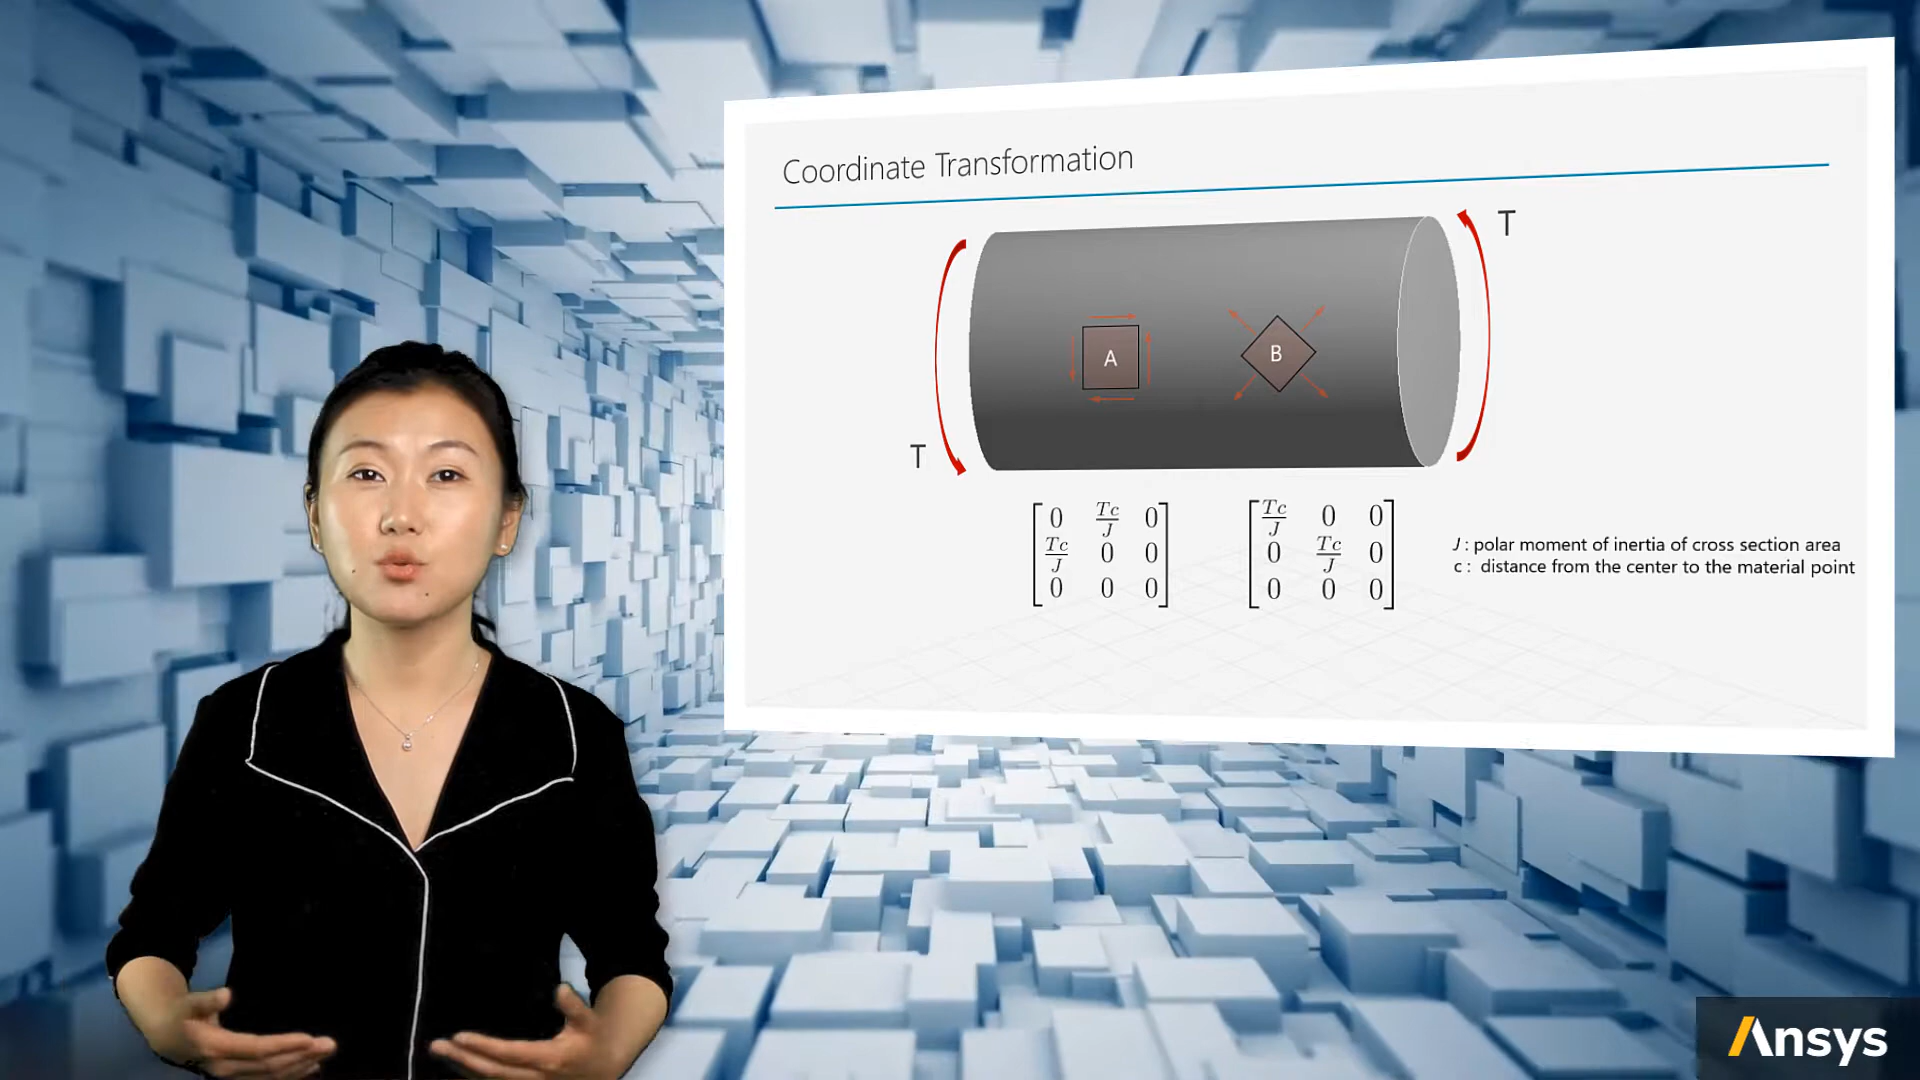 Coordinate Transformation
T
A
B
T
[0 Tc/J 0]
[Tc/J 0 0]
[0 0 0]
[Tc/J 0 0]
[0 Tc/J 0]
[0 0 0]
J : polar moment of inertia of cross section area
c : distance from the center to the material point
Ansys